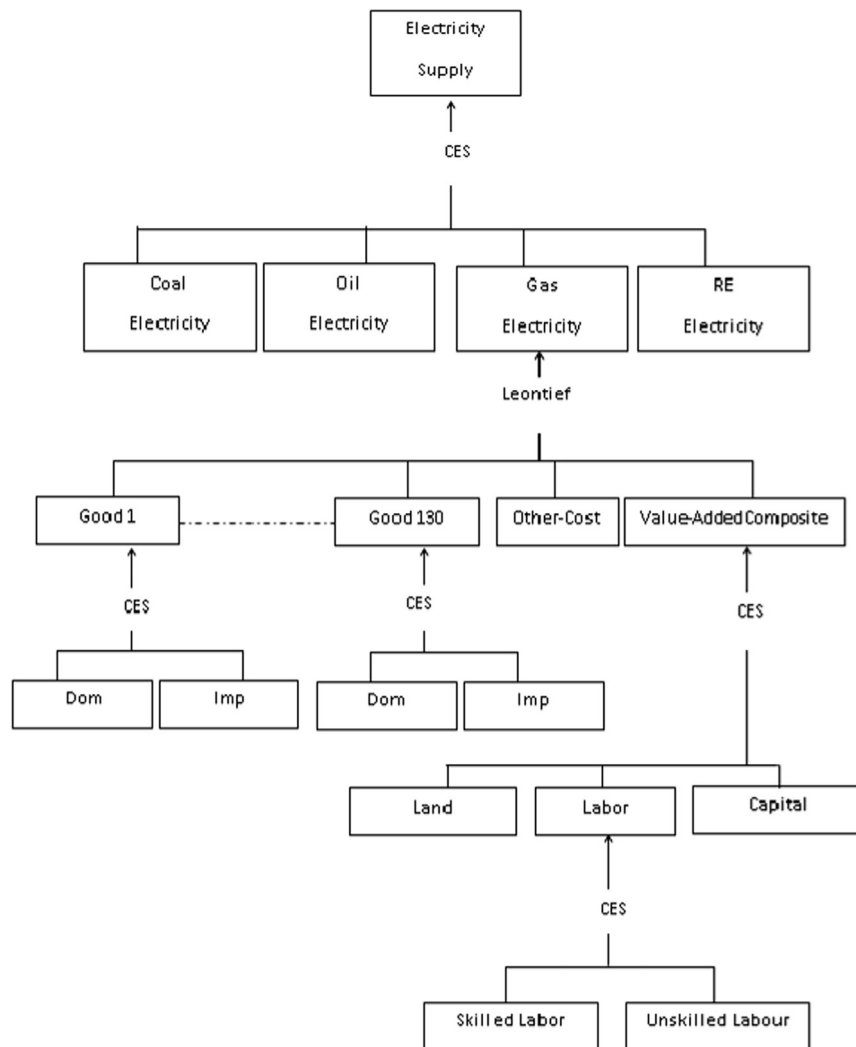 Electricity
Supply
CES
Coal
Electricity
Oil
Electricity
Gas
Electricity
RE
Electricity
Leontief
Good 1
Good 130
Other-Cost
Value-Added Composite
CES
CES
CES
Dom
Imp
Dom
Imp
Land
Labor
Capital
CES
Skilled Labor
Unskilled Labour